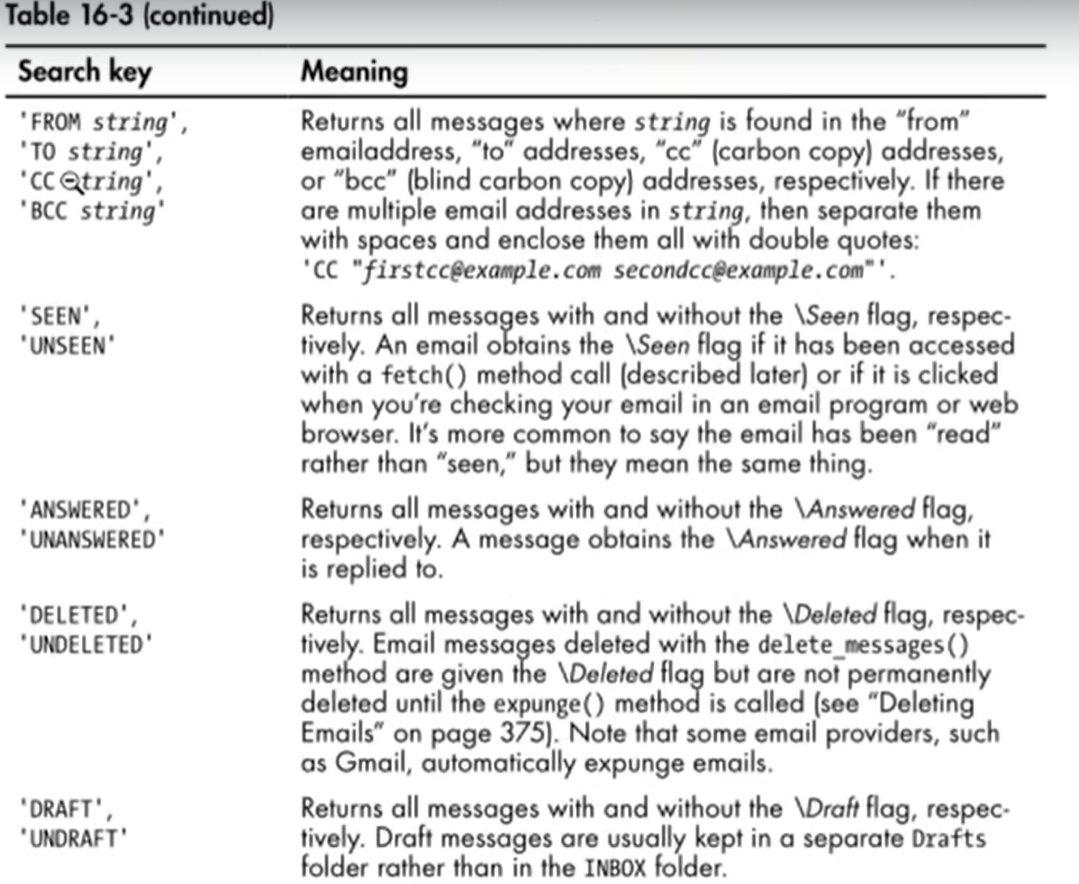 Table 16-3 (continued)
Search key
Meaning
'FROM string',
'TO string',
'CC string',
'BCC string'
Returns all messages where string is found in the “from”
emailaddress, “to” addresses, “cc” (carbon copy) addresses,
or “bcc” (blind carbon copy) addresses, respectively. If there
are multiple email addresses in string, then separate them
with spaces and enclose them all with double quotes:
'CC "firstcc@example.com secondcc@example.com"'.
'SEEN',
'UNSEEN'
Returns all messages with and without the \Seen flag, respec-
tively. An email obtains the \Seen flag if it has been accessed
with a fetch() method call (described later) or if it is clicked
when you’re checking your email in an email program or web
browser. It’s more common to say the email has been “read”
rather than “seen,” but they mean the same thing.
'ANSWERED',
'UNANSWERED'
Returns all messages with and without the \Answered flag,
respectively. A message obtains the \Answered flag when it
is replied to.
'DELETED',
'UNDELETED'
Returns all messages with and without the \Deleted flag, respec-
tively. Email messages deleted with the delete_messages()
method are given the \Deleted flag but are not permanently
deleted until the expunge() method is called (see “Deleting
Emails” on page 375). Note that some email providers, such
as Gmail, automatically expunge emails.
'DRAFT',
'UNDRAFT'
Returns all messages with and without the \Draft flag, respec-
tively. Draft messages are usually kept in a separate Drafts
folder rather than in the INBOX folder.